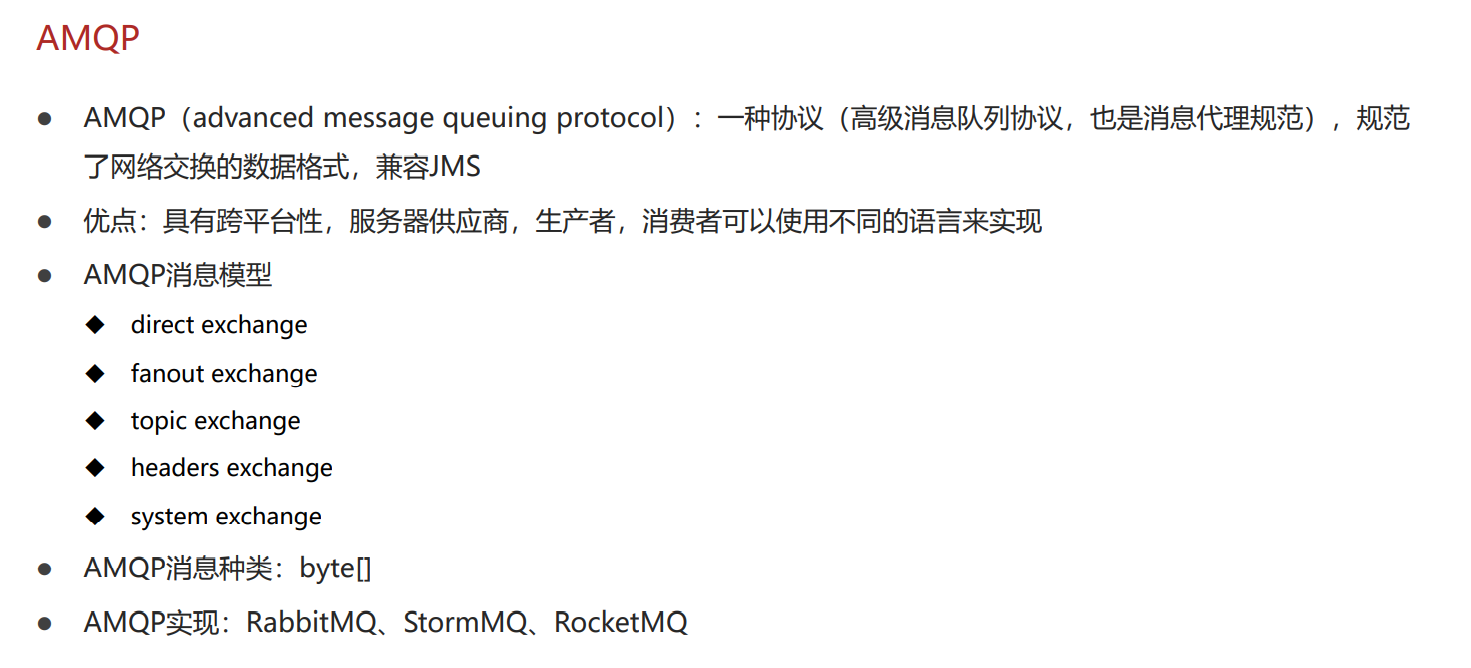 AMQP
● AMQP（advanced message queuing protocol）：一种协议（高级消息队列协议，也是消息代理规范），规范
了网络交换的数据格式，兼容JMS
● 优点：具有跨平台性，服务器供应商，生产者，消费者可以使用不同的语言来实现
● AMQP消息模型
◆ direct exchange
◆ fanout exchange
◆ topic exchange
◆ headers exchange
◆ system exchange
● AMQP消息种类：byte[]
● AMQP实现：RabbitMQ、StormMQ、RocketMQ